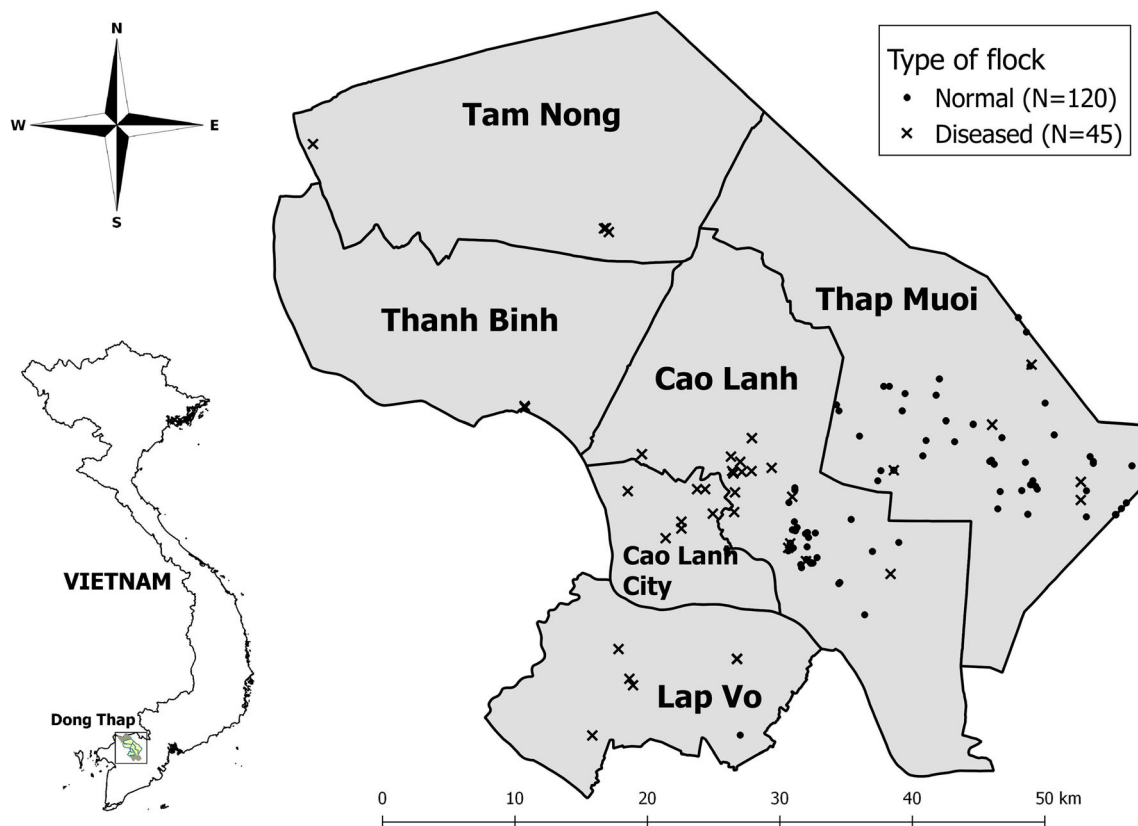 N
W
E
S
Type of flock
Normal (N=120)
Diseased (N=45)
Tam Nong
Thanh Binh
Thap Muoi
Cao Lanh
Cao Lanh
City
Lap Vo
VIETNAM
Dong Thap
0
10
20
30
40
50 km